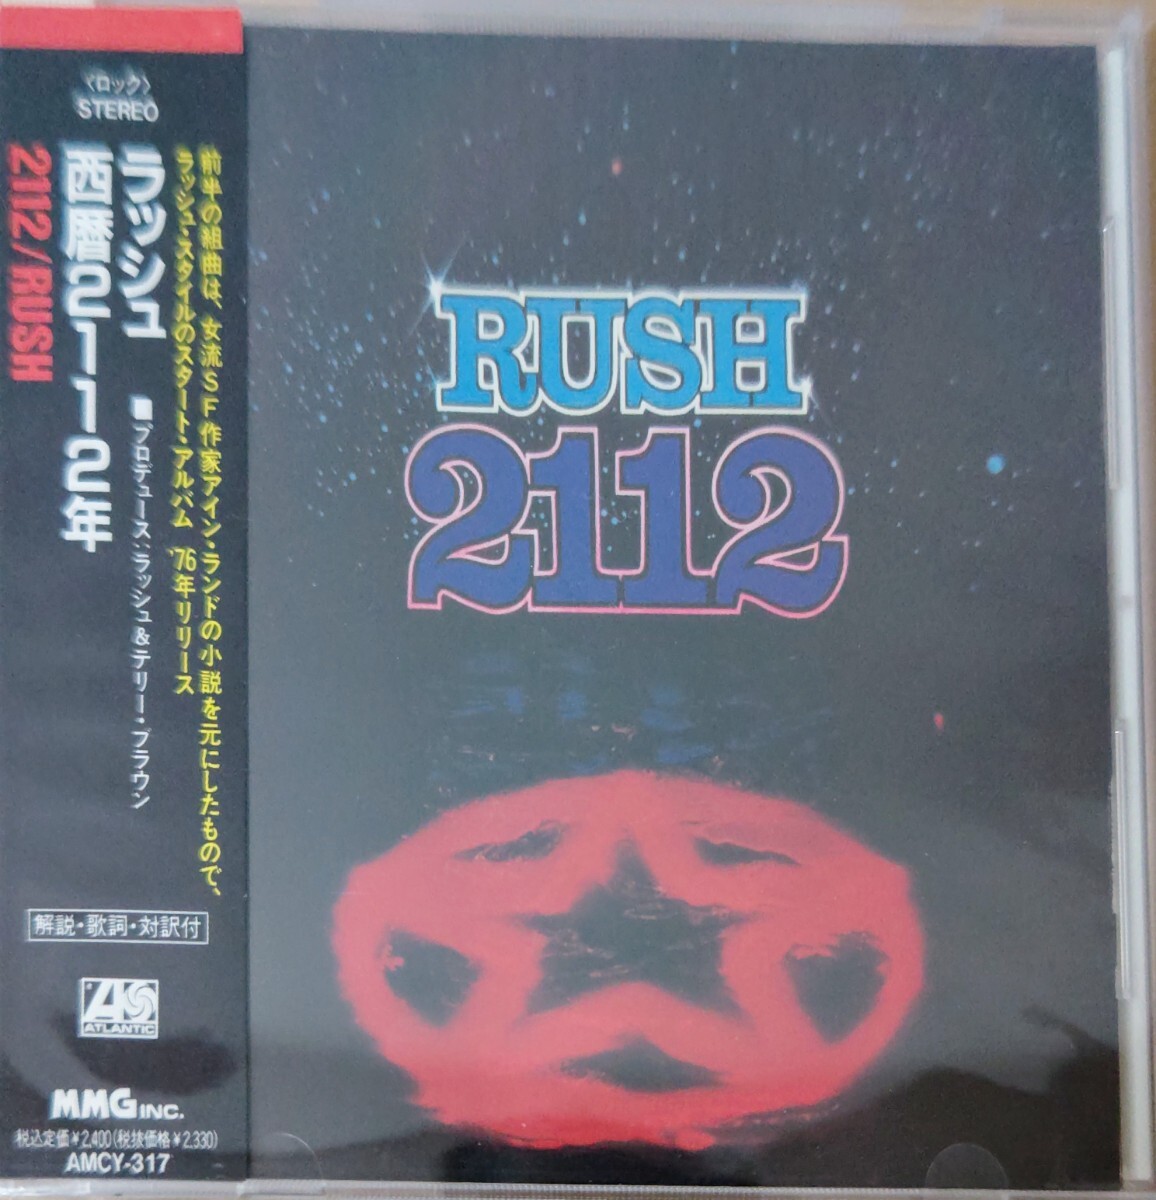 〈ロック〉
STEREO
前半の組曲は、女流SF作家アイン・ランドの小説を元にしたもので、
ラッシュ・スタイルのスタート・アルバム '76年リリース
ラッシュ ■プロデュース:ラッシュ&テリー・ブラウン
西暦2112年
2112/RUSH
解説・歌詞・対訳付
ATLANTIC
MMG INC.
税込定価¥2,400(税抜価格¥2,330)
AMCY-317
RUSH
2112